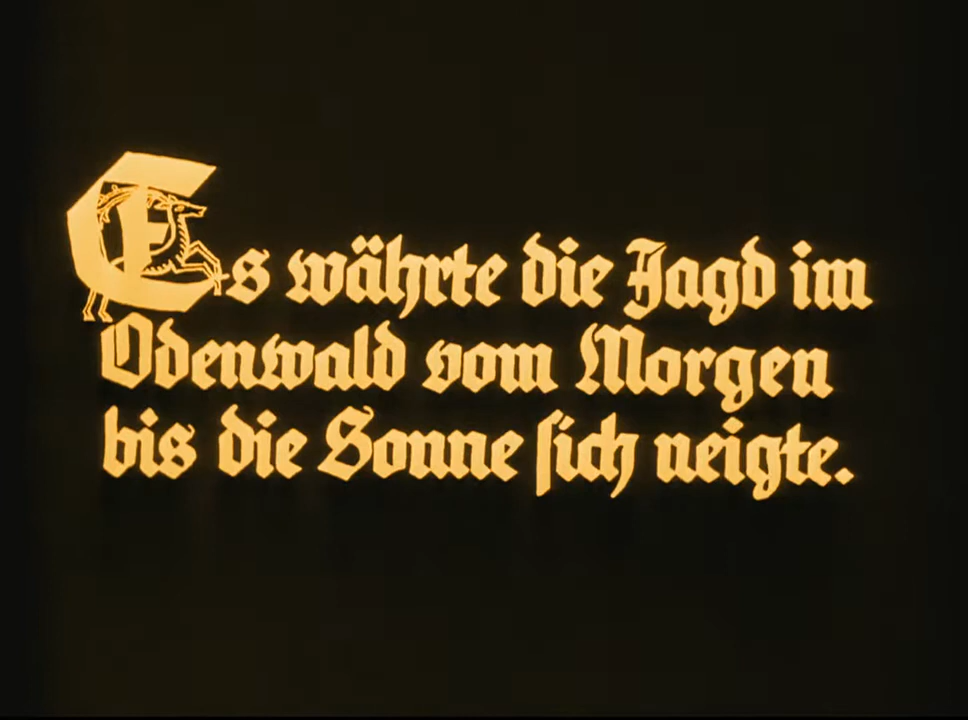 Es währte die Jagd im
Odenwald vom Morgen
bis die Sonne sich neigte.